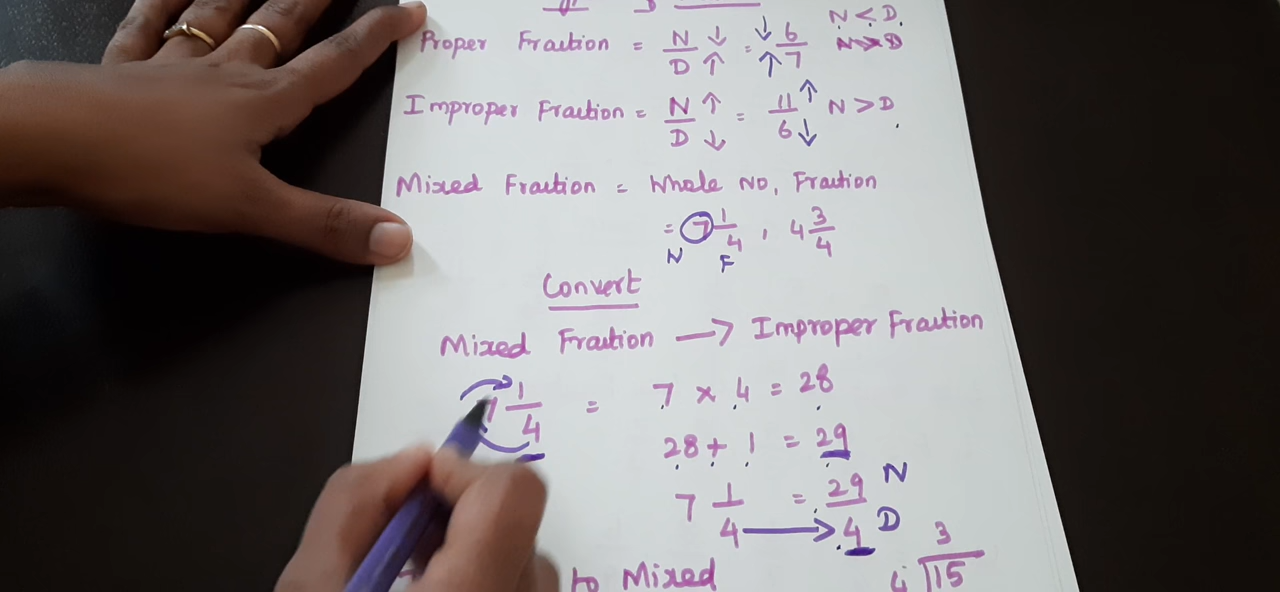 N < D.
Proper Fraction = N/D ↓↑ = ↓↑ 6/7
Improper Fraction = N/D ↑↓ = 11/6 ↑↓ N > D
Mixed Fraction = Whole No, Fraction
= 7 1/4 , 4 3/4
N F
Convert
Mixed Fraction → Improper Fraction
7 1/4 = 7 × 4 = 28
28 + 1 = 29
7 1/4 = 29/4 N D
to Mixed
3
4 15